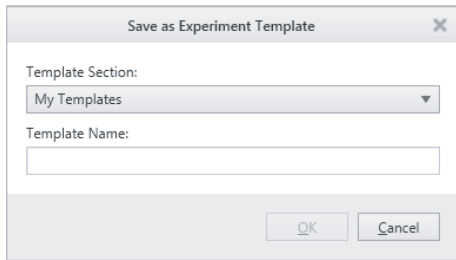 Save as Experiment Template
Template Section:
My Templates
Template Name:
OK Cancel